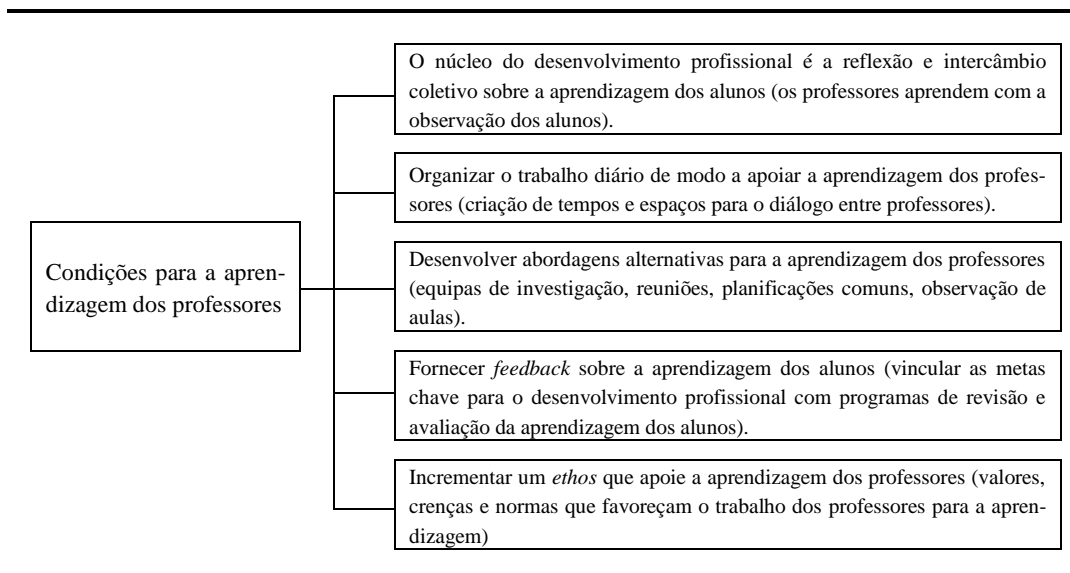 O núcleo do desenvolvimento profissional é a reflexão e intercâmbio
coletivo sobre a aprendizagem dos alunos (os professores aprendem com a
observação dos alunos).
Organizar o trabalho diário de modo a apoiar a aprendizagem dos profes-
sores (criação de tempos e espaços para o diálogo entre professores).
Condições para a apren-
dizagem dos professores
Desenvolver abordagens alternativas para a aprendizagem dos professores
(equipas de investigação, reuniões, planificações comuns, observação de
aulas).
Fornecer feedback sobre a aprendizagem dos alunos (vincular as metas
chave para o desenvolvimento profissional com programas de revisão e
avaliação da aprendizagem dos alunos).
Incrementar um ethos que apoie a aprendizagem dos professores (valores,
crenças e normas que favoreçam o trabalho dos professores para a apren-
dizagem)